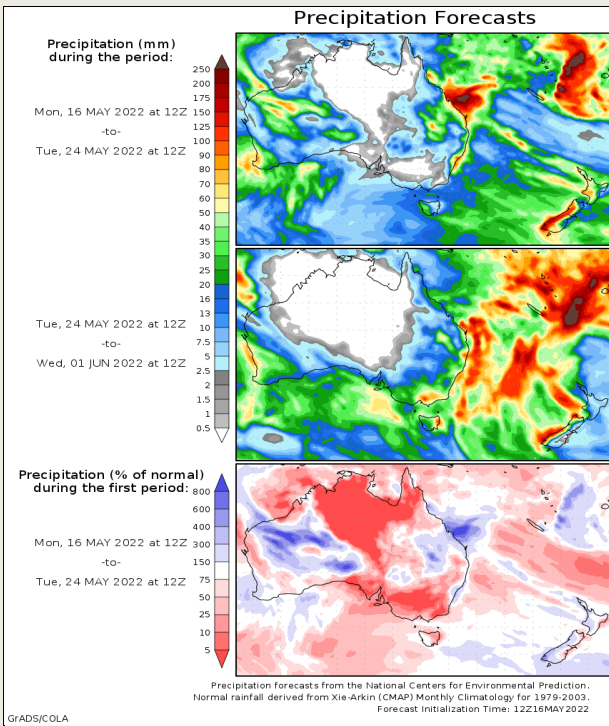 Precipitation Forecasts
Precipitation (mm)
during the period:
Mon, 16 MAY 2022 at 12Z
-to-
Tue, 24 MAY 2022 at 12Z
250
200
175
150
125
100
90
80
70
60
50
40
35
30
25
20
16
13
10
7.5
5
2.5
2
1.5
1
0.5
Tue, 24 MAY 2022 at 12Z
-to-
Wed, 01 JUN 2022 at 12Z
Precipitation (% of normal)
during the first period:
Mon, 16 MAY 2022 at 12Z
-to-
Tue, 24 MAY 2022 at 12Z
800
600
400
300
150
75
50
25
10
5
Precipitation forecasts from the National Centers for Environmental Prediction.
Normal rainfall derived from Xie-Arkin (CMAP) Monthly Climatology for 1979-2003.
Forecast Initialization Time: 12Z16MAY2022
GrADS/COLA